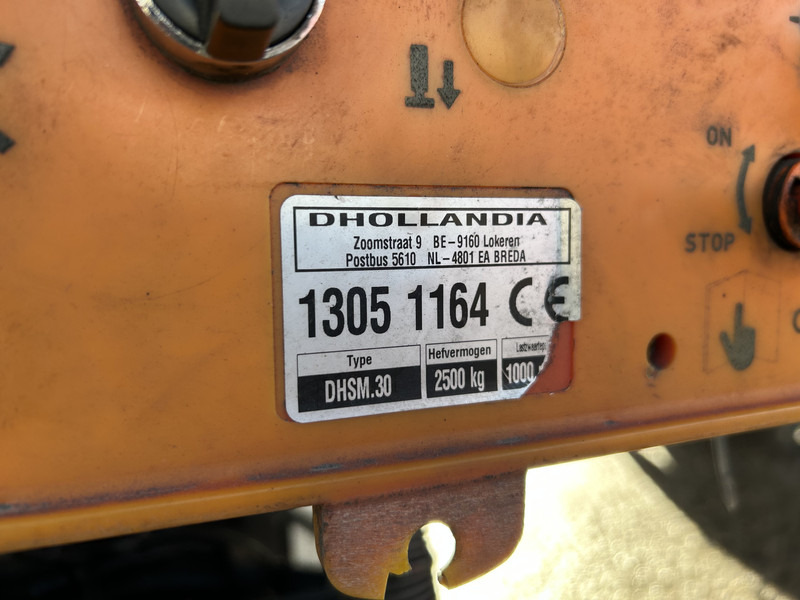 ON
STOP
DHOLLANDIA
Zoomstraat 9 BE-9160 Lokeren
Postbus 5610 NL-4801 EA BREDA
1305 1164 CE
Type Hefvermogen
DHSM.30 2500 kg 1000